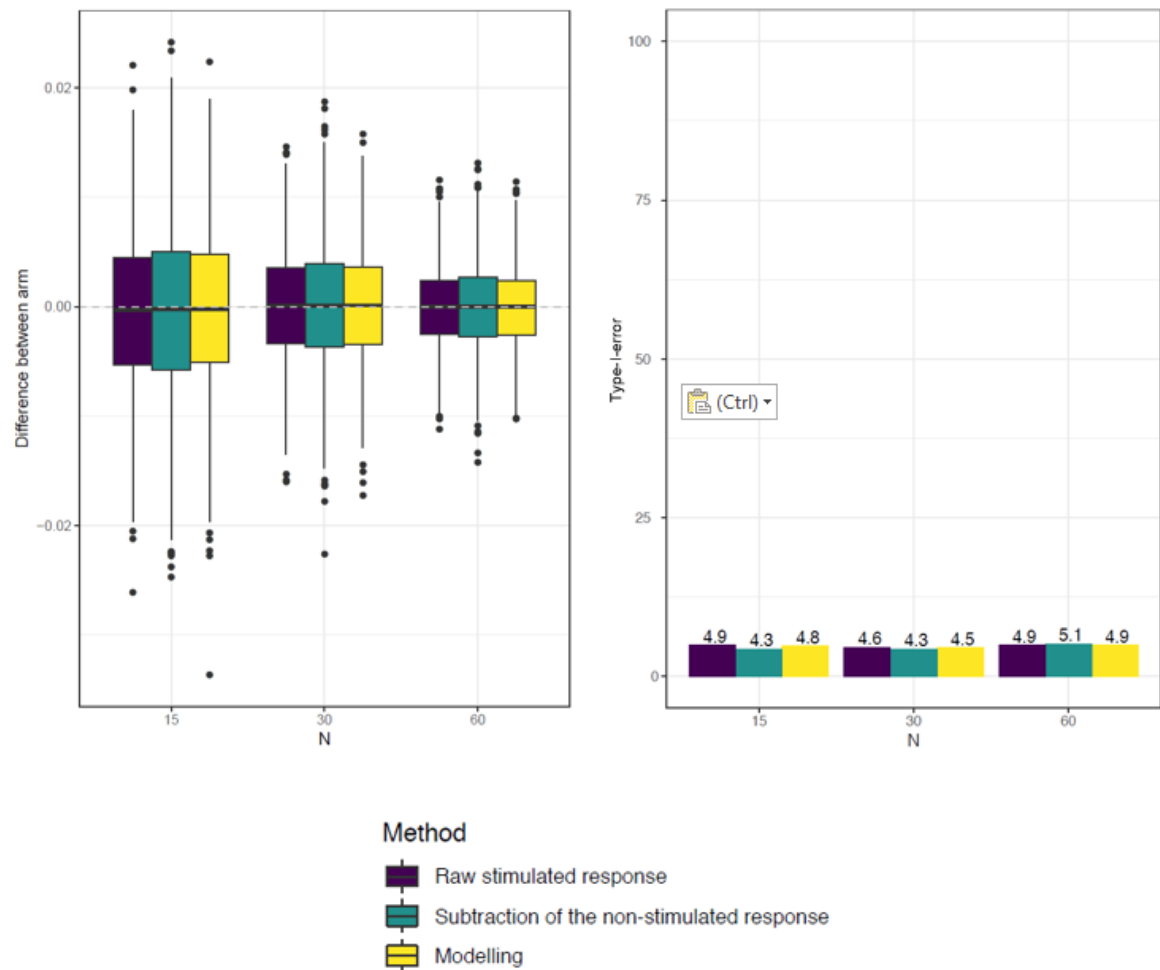 Difference between arm
0.02
0.00
−0.02
15
30
60
N
Type-I-error
100
75
50
25
0
(Ctrl)
4.9
4.3
4.8
4.6
4.3
4.5
4.9
5.1
4.9
15
30
60
N
Method
Raw stimulated response
Subtraction of the non-stimulated response
Modelling